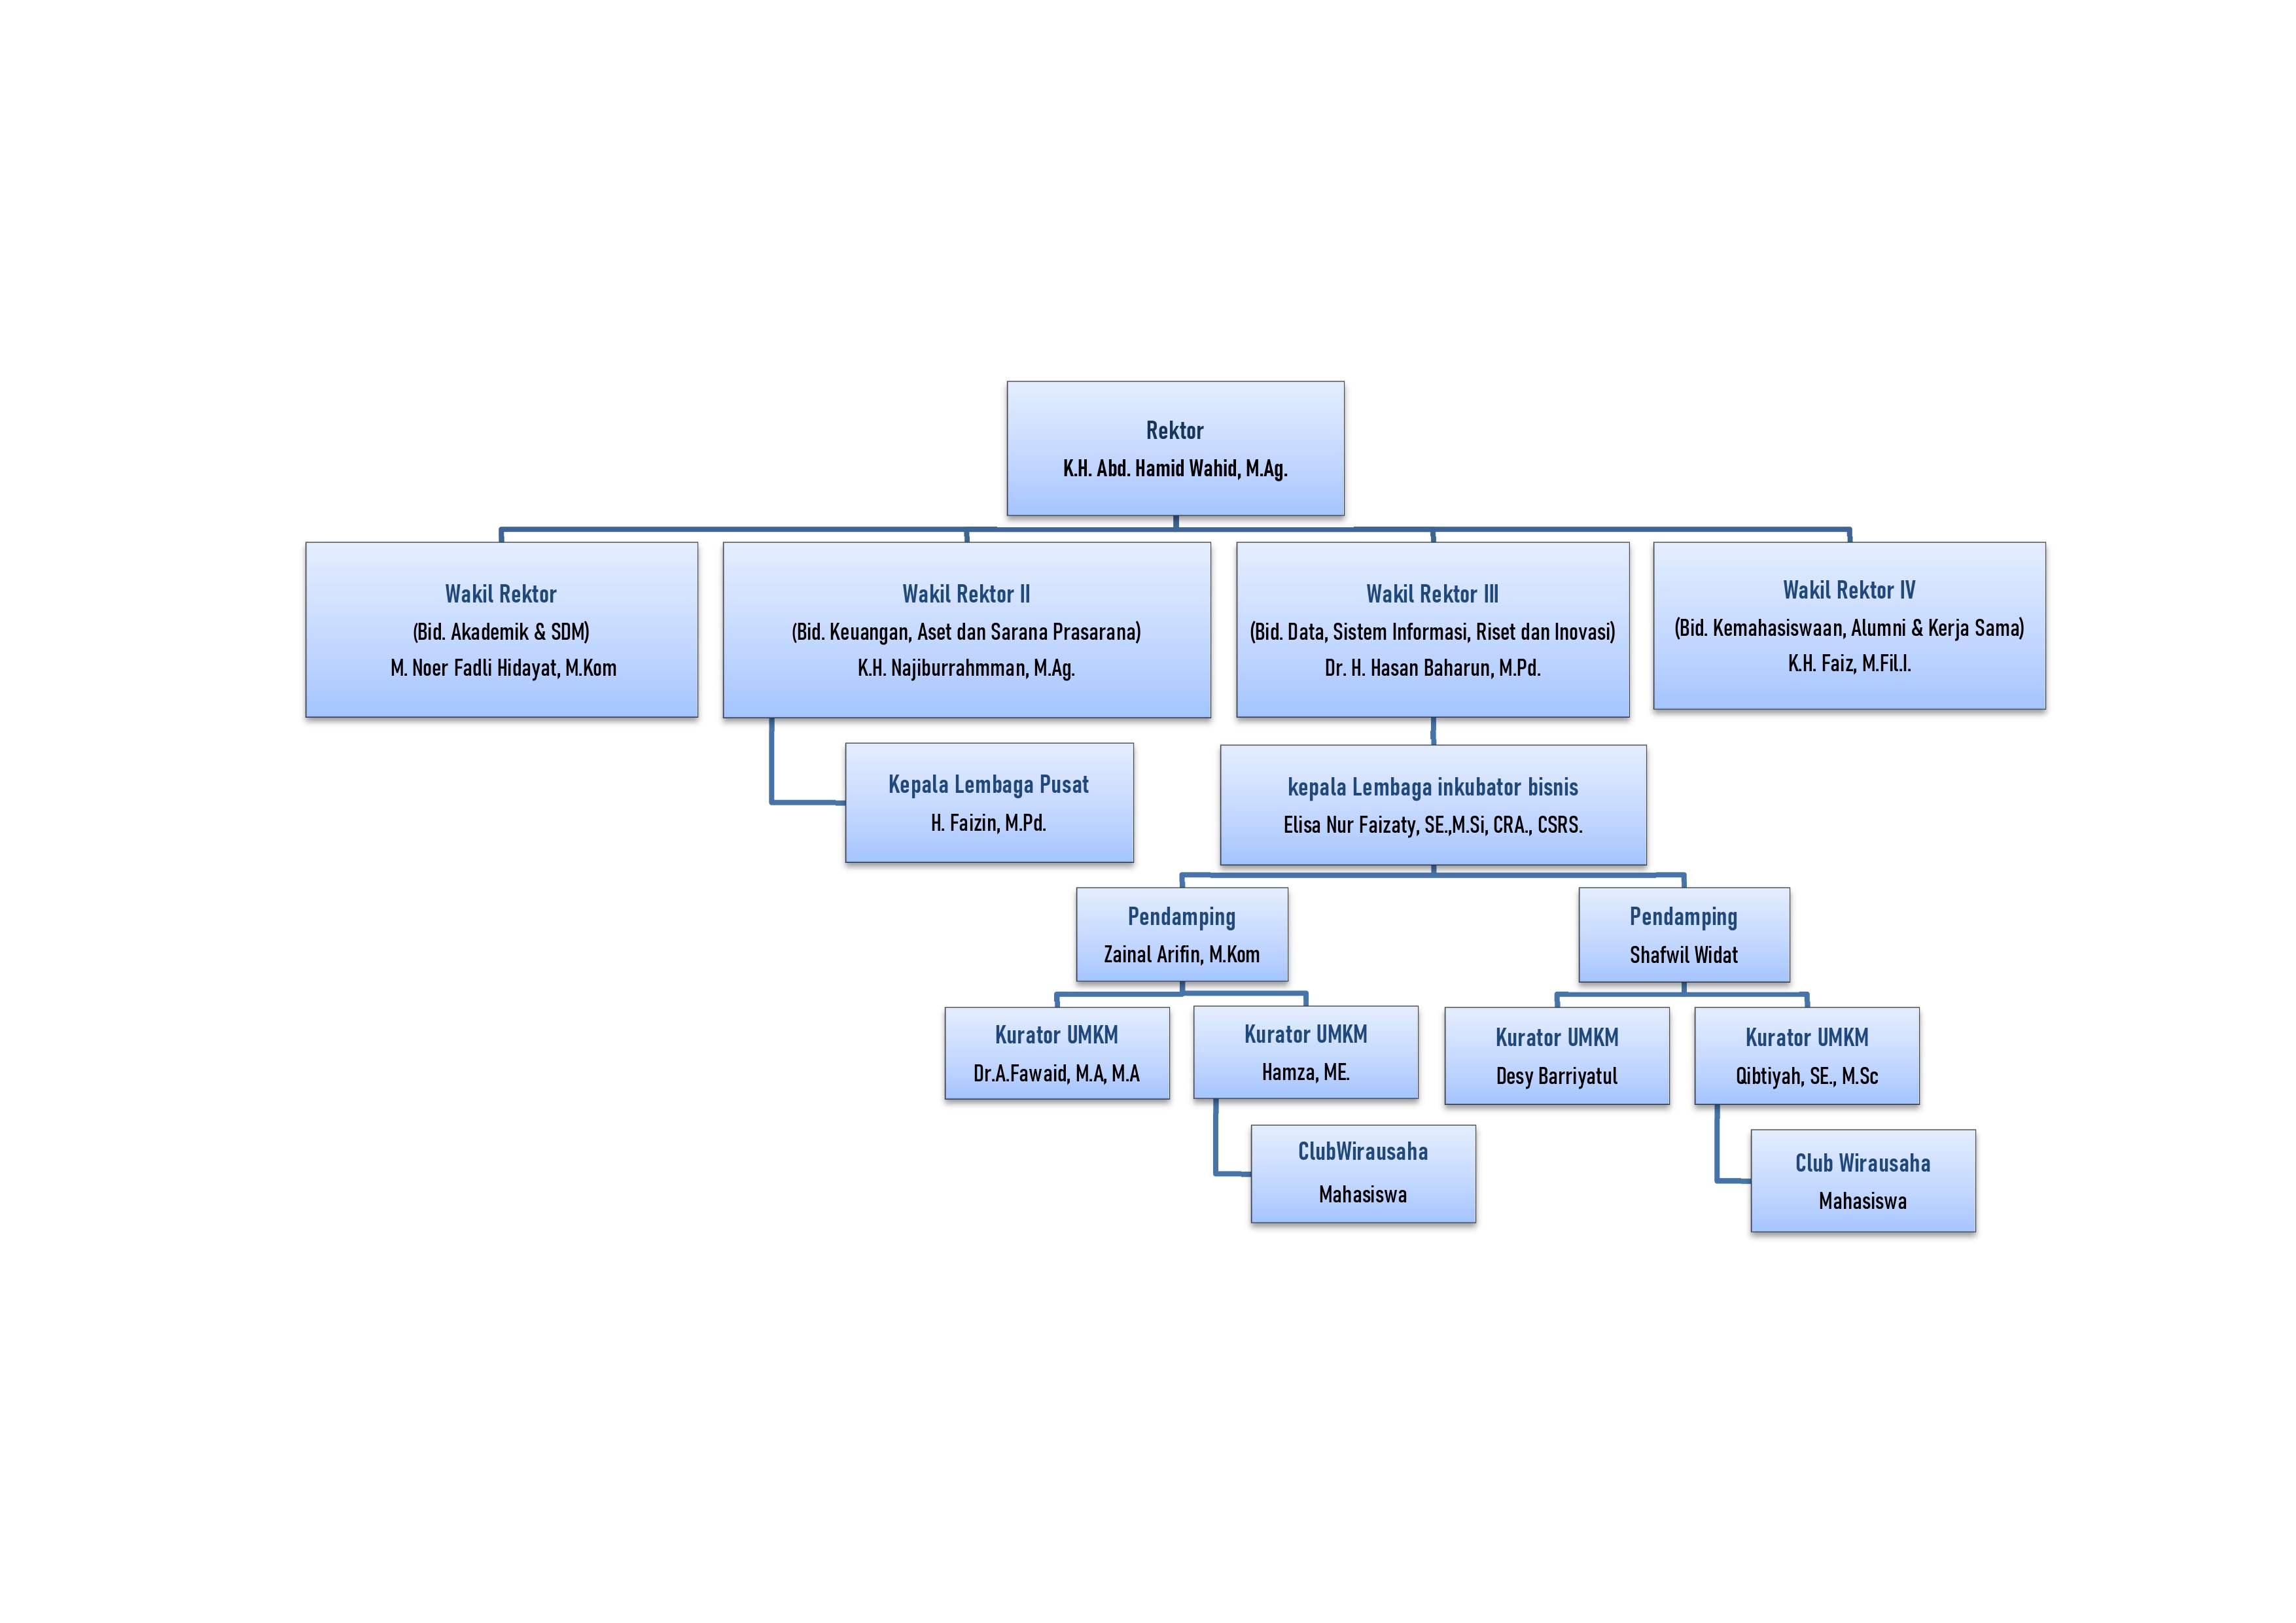 Rektor
K.H. Abd. Hamid Wahid, M.Ag.
Wakil Rektor
(Bid. Akademik & SDM)
M. Noer Fadli Hidayat, M.Kom
Wakil Rektor II
(Bid. Keuangan, Aset dan Sarana Prasarana)
K.H. Najiburrahmman, M.Ag.
Wakil Rektor III
(Bid. Data, Sistem Informasi, Riset dan Inovasi)
Dr. H. Hasan Baharun, M.Pd.
Wakil Rektor IV
(Bid. Kemahasiswaan, Alumni & Kerja Sama)
K.H. Faiz, M.Fil.I.
Kepala Lembaga Pusat
H. Faizin, M.Pd.
kepala Lembaga inkubator bisnis
Elisa Nur Faizaty, SE.,M.Si, CRA., CSRS.
Pendamping
Zainal Arifin, M.Kom
Pendamping
Shafwil Widat
Kurator UMKM
Dr.A.Fawaid, M.A, M.A
Kurator UMKM
Hamza, ME.
Kurator UMKM
Desy Barriyatul
Kurator UMKM
Qibtiyah, SE., M.Sc
ClubWirausaha
Mahasiswa
Club Wirausaha
Mahasiswa